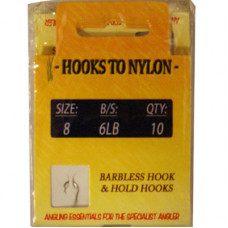 - HOOKS TO NYLON -
SIZE: B/S: QTY:
8 6LB 10
BARBLESS HOOK
& HOLD HOOKS
ANGLING ESSENTIALS FOR THE SPECIALIST ANGLER